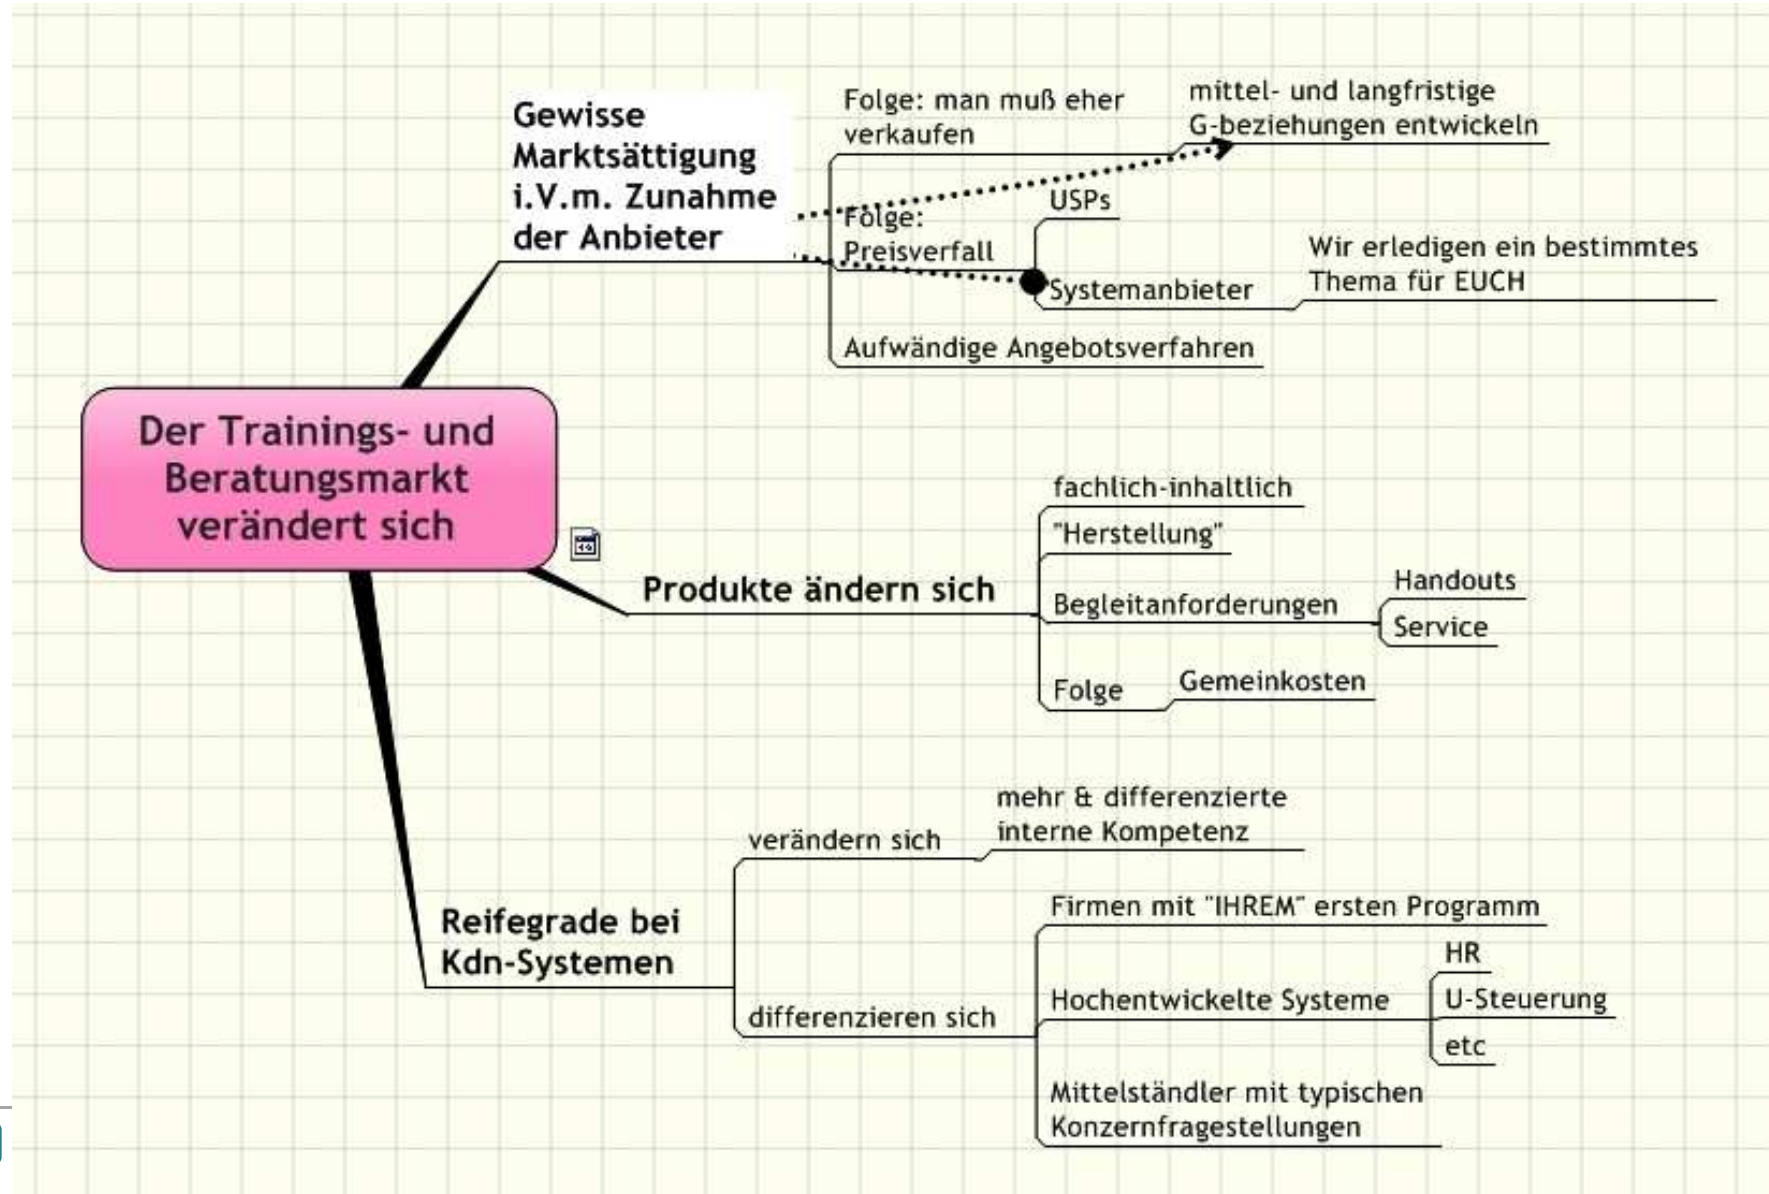 Der Trainings- und
Beratungsmarkt
verändert sich
Gewisse
Marktsättigung
i.V.m. Zunahme
der Anbieter
Folge: man muß eher
verkaufen
mittel- und langfristige
G-beziehungen entwickeln
Folge:
Preisverfall
USPs
Systemanbieter
Wir erledigen ein bestimmtes
Thema für EUCH
Aufwändige Angebotsverfahren
Produkte ändern sich
fachlich-inhaltlich
"Herstellung"
Begleitanforderungen
Handouts
Service
Folge
Gemeinkosten
Reifegrade bei
Kdn-Systemen
verändern sich
mehr & differenzierte
interne Kompetenz
differenzieren sich
Firmen mit "IHREM" ersten Programm
Hochentwickelte Systeme
HR
U-Steuerung
etc
Mittelständler mit typischen
Konzernfragestellungen